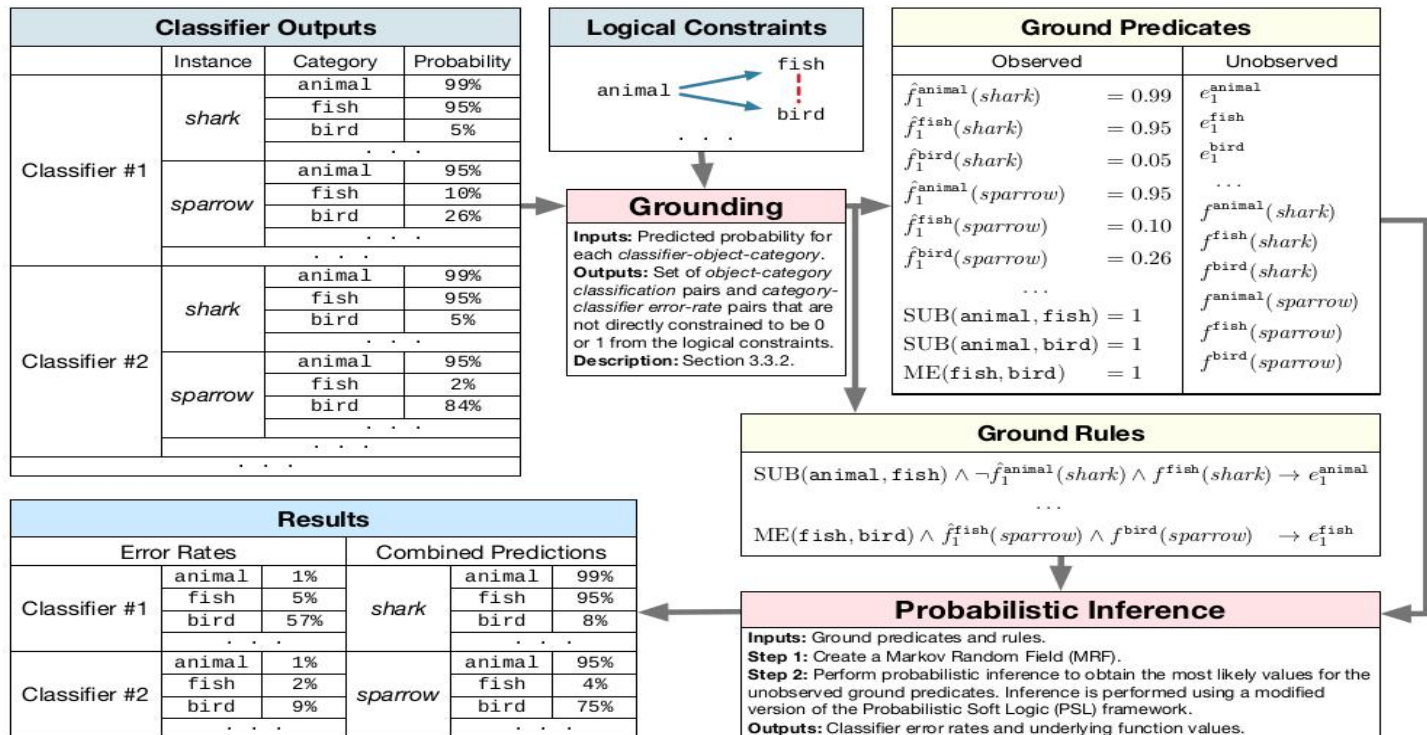 Classifier Outputs
Instance Category Probability
Classifier #1
shark
animal 99%
fish 95%
bird 5%
. . .
sparrow
animal 95%
fish 10%
bird 26%
. . .
. . .
Classifier #2
shark
animal 99%
fish 95%
bird 5%
. . .
sparrow
animal 95%
fish 2%
bird 84%
. . .
. . .
. . .
Logical Constraints
animal
fish
bird
. . .
Grounding
Inputs: Predicted probability for
each classifier-object-category.
Outputs: Set of object-category
classification pairs and category-
classifier error-rate pairs that are
not directly constrained to be 0
or 1 from the logical constraints.
Description: Section 3.3.2.
Ground Predicates
Observed
f̂₁^animal(shark) = 0.99
f̂₁^fish(shark) = 0.95
f̂₁^bird(shark) = 0.05
f̂₁^animal(sparrow) = 0.95
f̂₁^fish(sparrow) = 0.10
f̂₁^bird(sparrow) = 0.26
...
SUB(animal, fish) = 1
SUB(animal, bird) = 1
ME(fish, bird) = 1
Unobserved
e₁^animal
e₁^fish
e₁^bird
...
f^animal(shark)
f^fish(shark)
f^bird(shark)
f^animal(sparrow)
f^fish(sparrow)
f^bird(sparrow)
Ground Rules
SUB(animal, fish) ∧ ¬f̂₁^animal(shark) ∧ f^fish(shark) → e₁^animal
...
ME(fish, bird) ∧ f̂₁^fish(sparrow) ∧ f^bird(sparrow) → e₁^fish
Probabilistic Inference
Inputs: Ground predicates and rules.
Step 1: Create a Markov Random Field (MRF).
Step 2: Perform probabilistic inference to obtain the most likely values for the
unobserved ground predicates. Inference is performed using a modified
version of the Probabilistic Soft Logic (PSL) framework.
Outputs: Classifier error rates and underlying function values.
Results
Error Rates
Classifier #1
animal 1%
fish 5%
bird 57%
. . .
Classifier #2
animal 1%
fish 2%
bird 9%
. . .
Combined Predictions
shark
animal 99%
fish 95%
bird 8%
. . .
sparrow
animal 95%
fish 4%
bird 75%
. . .